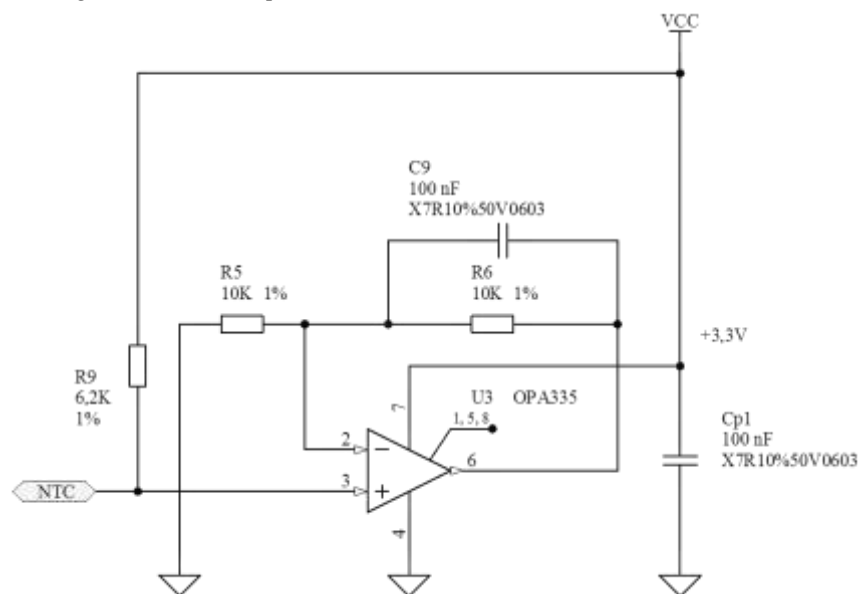 VCC
C9
100 nF
X7R10%50V0603
R5
10K 1%
R6
10K 1%
+3,3V
R9
6,2K
1%
7
U3 OPA335
1, 5, 8
Cp1
100 nF
X7R10%50V0603
2
6
3
NTC
4